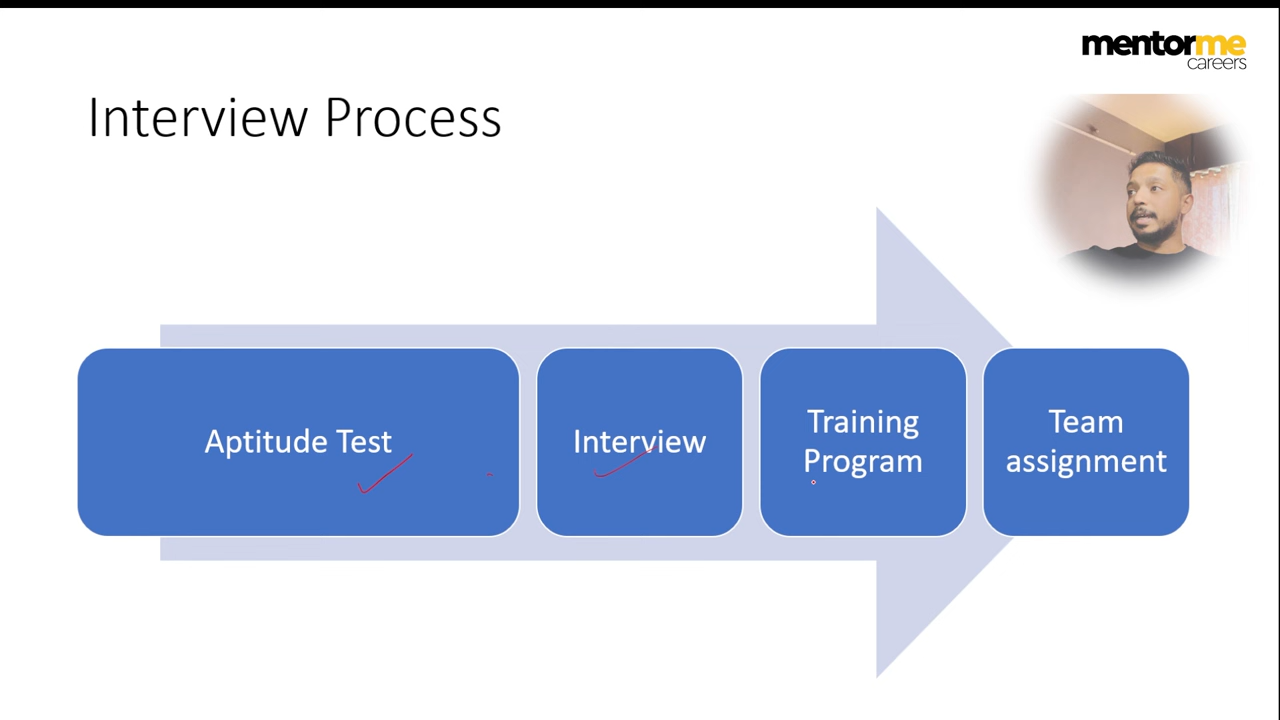 mentorme
careers
Interview Process
Aptitude Test
Interview
Training
Program
Team
assignment